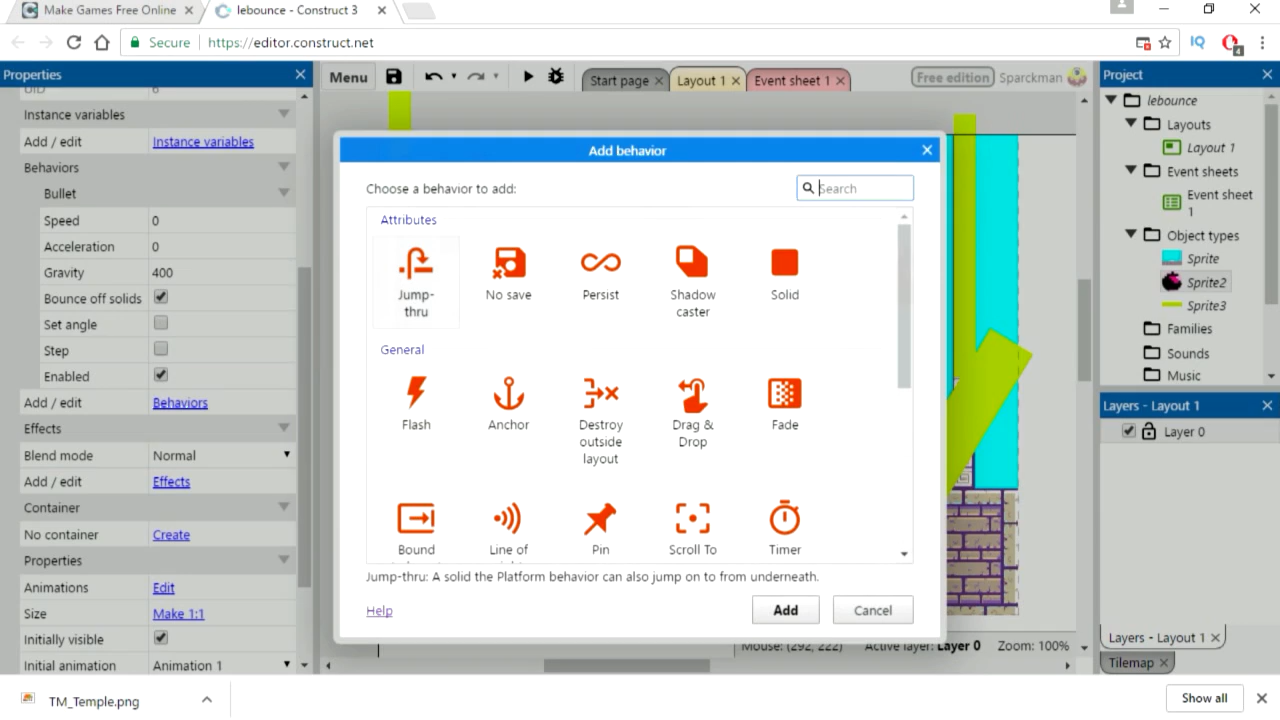 Make Games Free Online
lebounce - Construct 3
Secure
https://editor.construct.net
IQ
4
Properties
Menu
Start page
Layout 1
Event sheet 1
Free edition
Sparckman
Project
UID 6
Instance variables
Add / edit Instance variables
Behaviors
Bullet
Speed 0
Acceleration 0
Gravity 400
Bounce off solids
Set angle
Step
Enabled
Add / edit Behaviors
Effects
Blend mode Normal
Add / edit Effects
Container
No container Create
Properties
Animations Edit
Size Make 1:1
Initially visible
Initial animation Animation 1
Add behavior
Choose a behavior to add:
Search
Attributes
Jump-
thru
No save
Persist
Shadow
caster
Solid
General
Flash
Anchor
Destroy
outside
layout
Drag &
Drop
Fade
Bound
Line of
Pin
Scroll To
Timer
Jump-thru: A solid the Platform behavior can also jump on to from underneath.
Help
Add
Cancel
Mouse: (292, 222)
Active layer: Layer 0
Zoom: 100%
lebounce
Layouts
Layout 1
Event sheets
Event sheet
1
Object types
Sprite
Sprite2
Sprite3
Families
Sounds
Music
Layers - Layout 1
Layer 0
Layers - Layout 1
Tilemap
TM_Temple.png
Show all